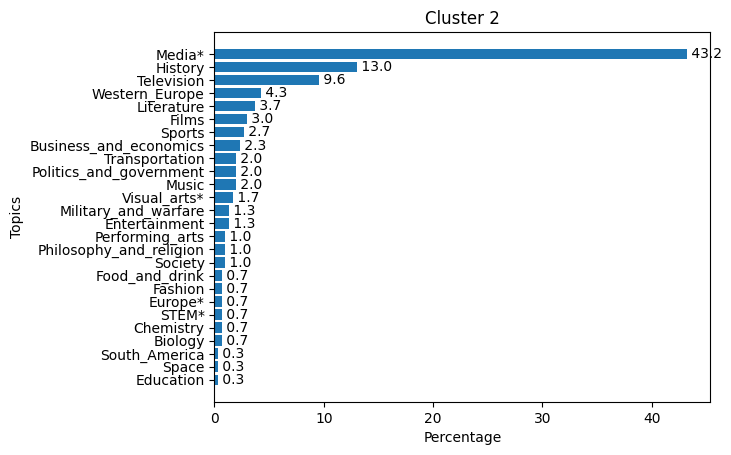 Cluster 2
Media* 43.2
History 13.0
Television 9.6
Western_Europe 4.3
Literature 3.7
Films 3.0
Sports 2.7
Business_and_economics 2.3
Transportation 2.0
Politics_and_government 2.0
Music 2.0
Visual_arts* 1.7
Military_and_warfare 1.3
Entertainment 1.3
Performing_arts 1.0
Philosophy_and_religion 1.0
Society 1.0
Food_and_drink 0.7
Fashion 0.7
Europe* 0.7
STEM* 0.7
Chemistry 0.7
Biology 0.7
South_America 0.3
Space 0.3
Education 0.3
Topics
0 10 20 30 40
Percentage